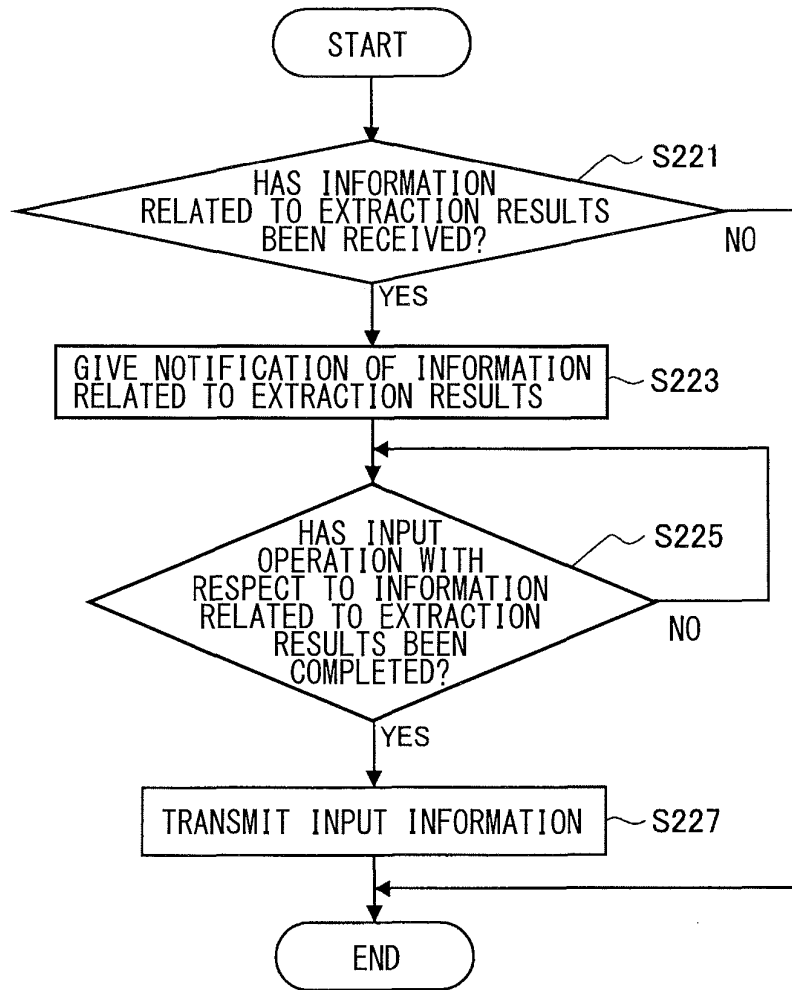 START
HAS INFORMATION
RELATED TO EXTRACTION RESULTS
BEEN RECEIVED?
S221
NO
YES
GIVE NOTIFICATION OF INFORMATION
RELATED TO EXTRACTION RESULTS
S223
HAS INPUT
OPERATION WITH
RESPECT TO INFORMATION
RELATED TO EXTRACTION
RESULTS BEEN
COMPLETED?
S225
NO
YES
TRANSMIT INPUT INFORMATION
S227
END